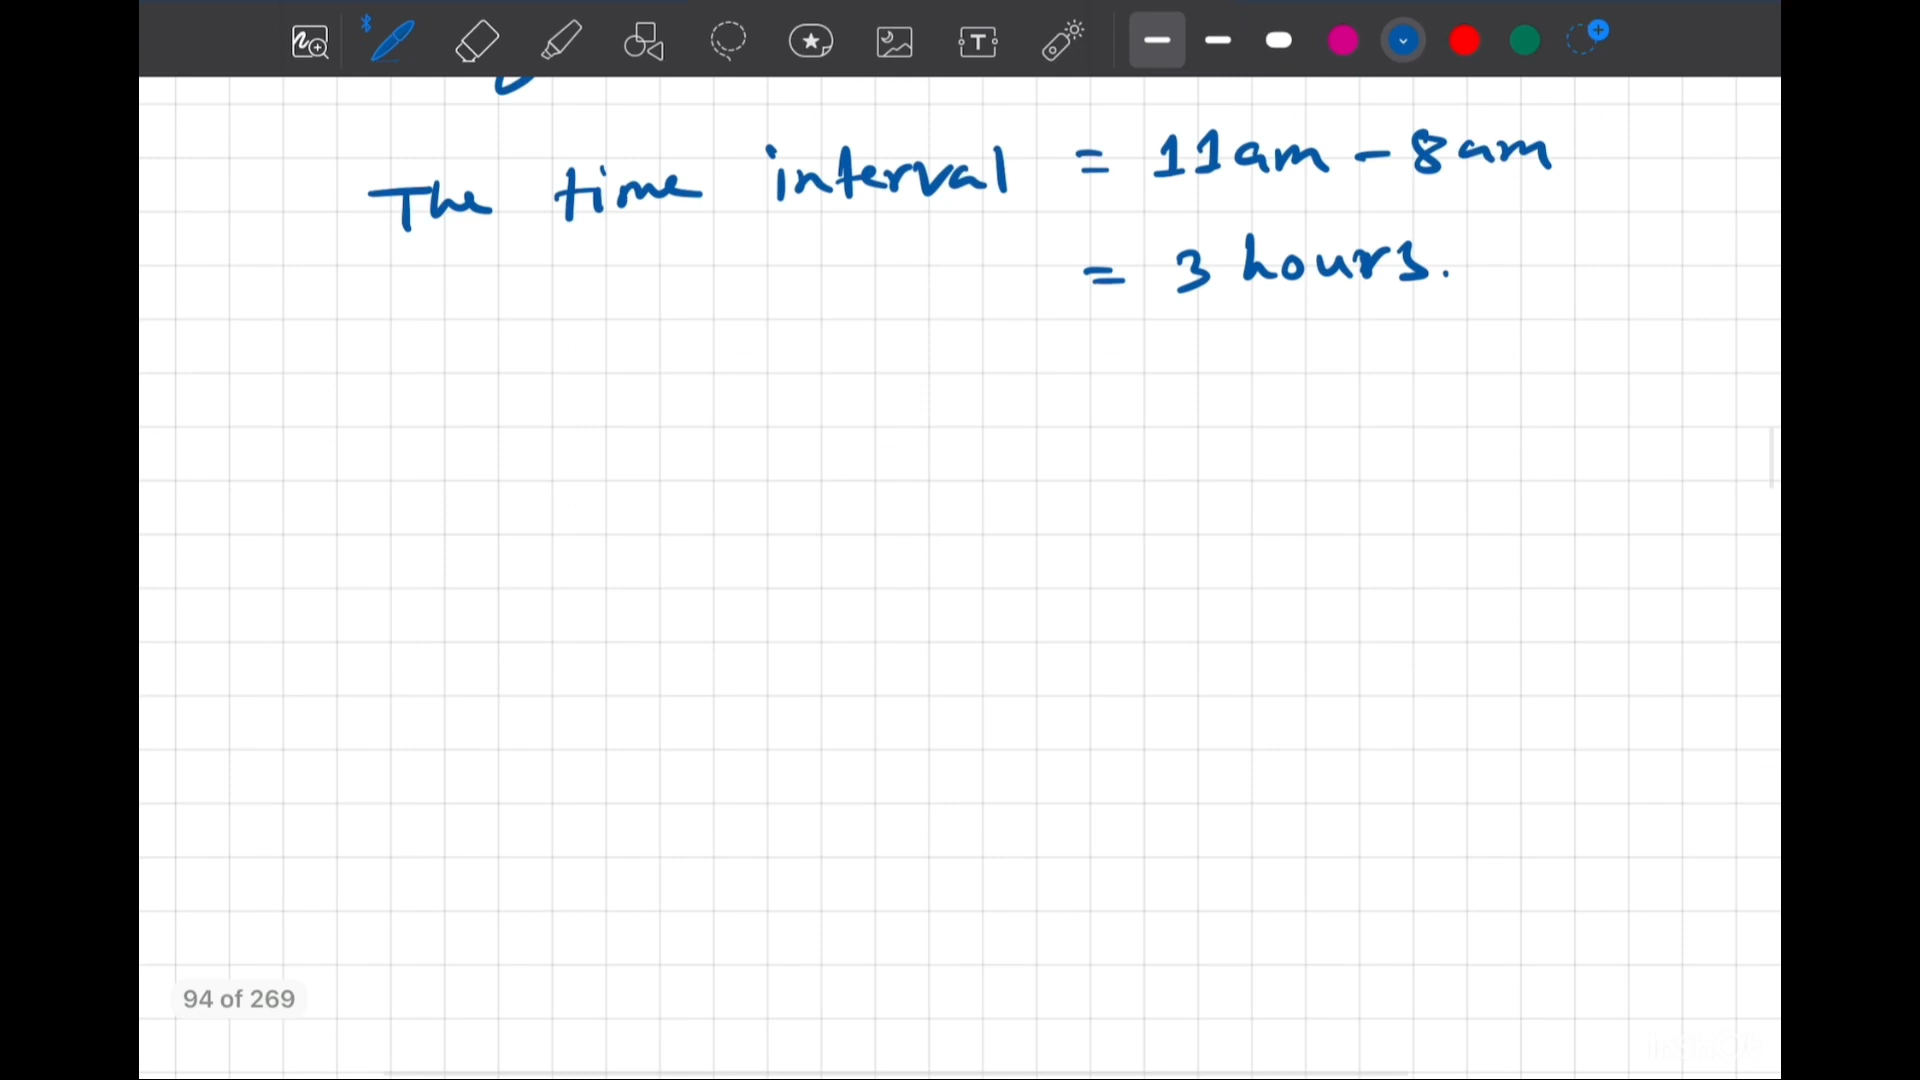 The time interval = 11am - 8am
= 3 hours.
94 of 269